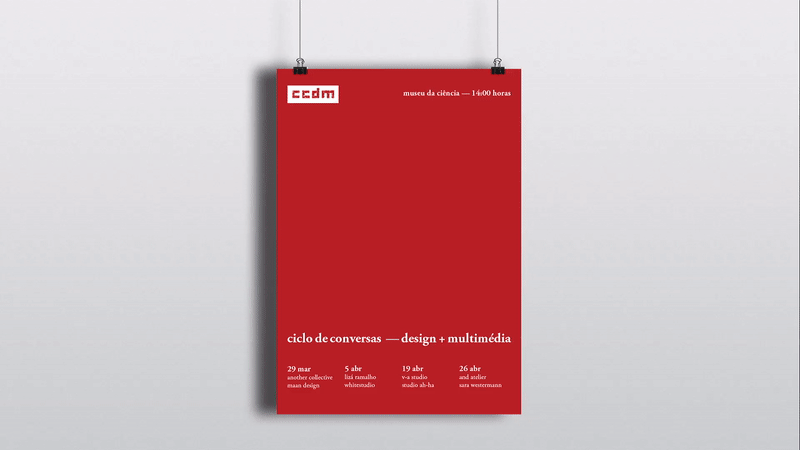 ccdm
museu da ciência — 14:00 horas
ciclo de conversas — design + multimédia
29 mar
another collective
maan design
5 abr
lizá ramalho
whitestudio
19 abr
v-a studio
studio ah-ha
26 abr
and atelier
sara westermann